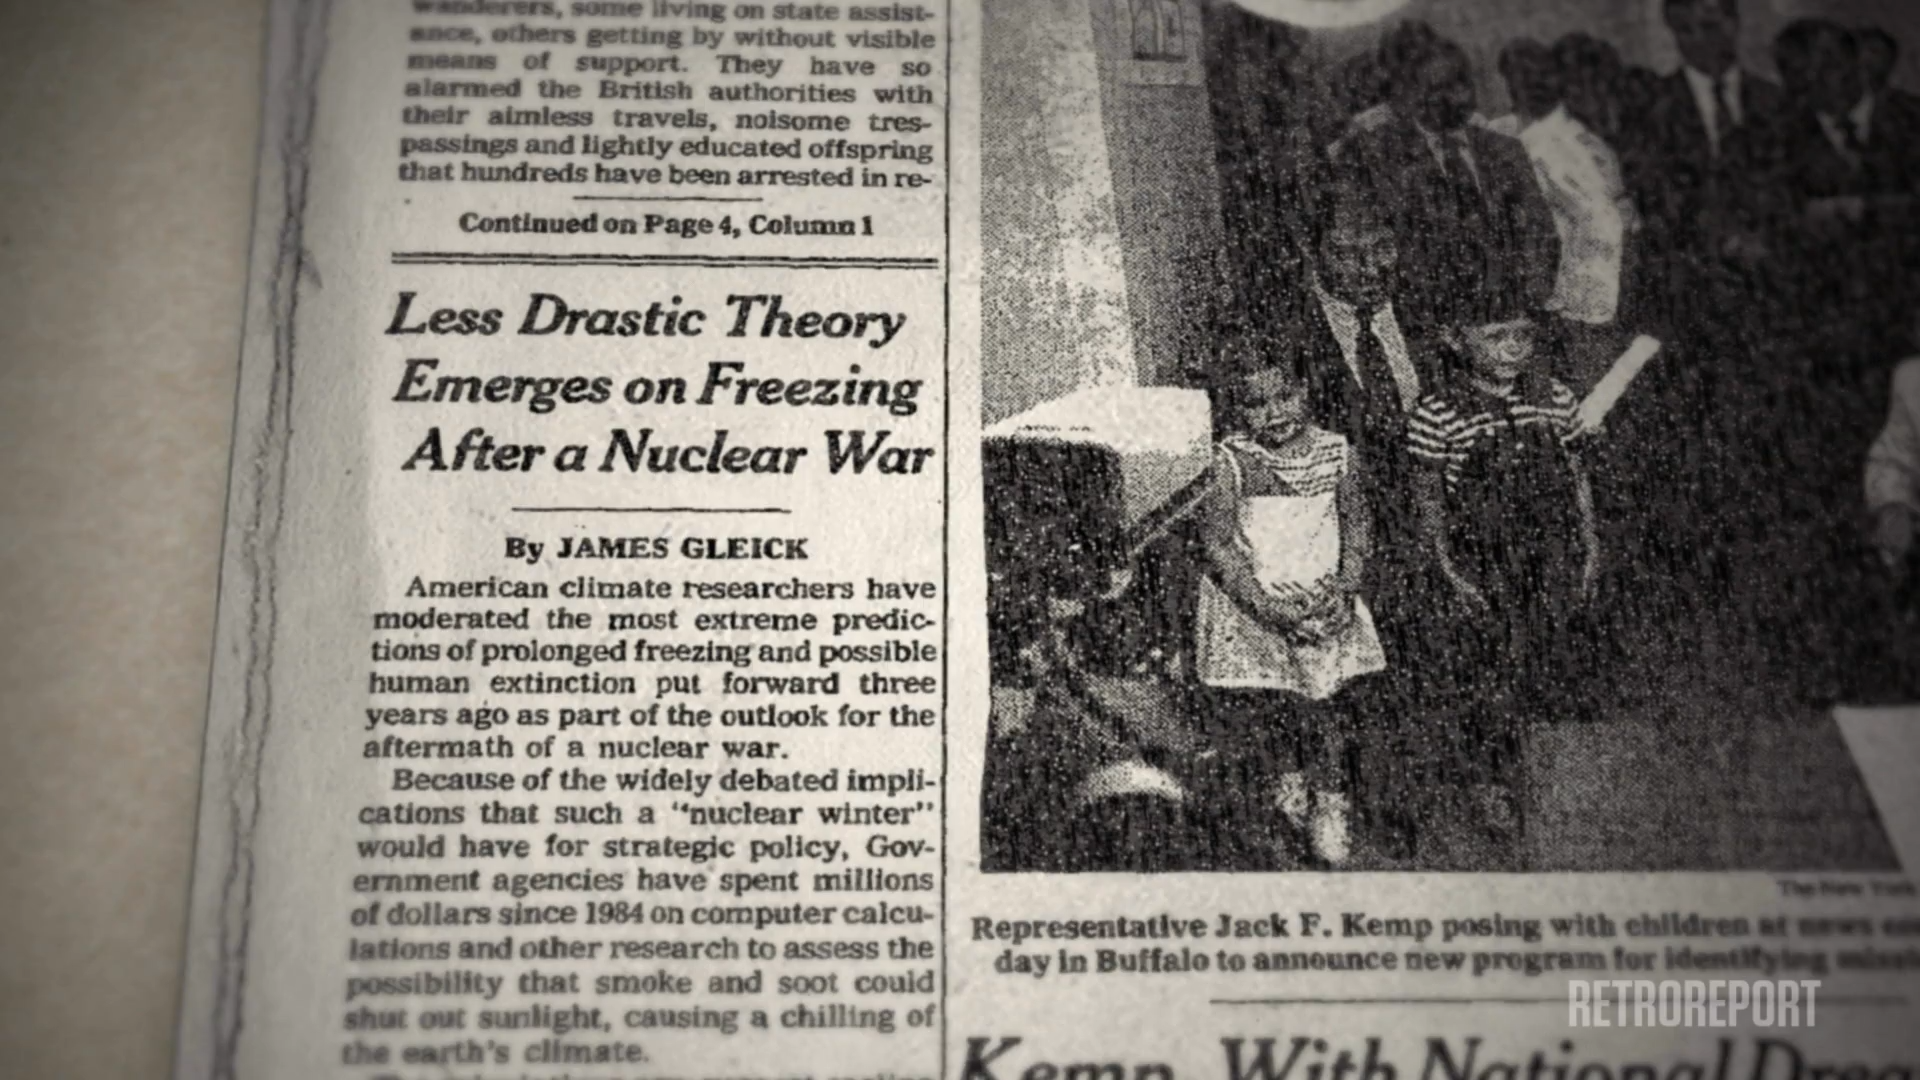 wanderers, some living on state assist-
ance, others getting by without visible
means of support. They have so
alarmed the British authorities with
their aimless travels, noisome tres-
passings and lightly educated offspring
that hundreds have been arrested in re-
Continued on Page 4, Column 1
Less Drastic Theory
Emerges on Freezing
After a Nuclear War
By JAMES GLEICK
American climate researchers have
moderated the most extreme predic-
tions of prolonged freezing and possible
human extinction put forward three
years ago as part of the outlook for the
aftermath of a nuclear war.
Because of the widely debated impli-
cations that such a "nuclear winter"
would have for strategic policy, Gov-
ernment agencies have spent millions
of dollars since 1984 on computer calcu-
lations and other research to assess the
possibility that smoke and soot could
shut out sunlight, causing a chilling of
the earth's climate.
The New York
Representative Jack F. Kemp posing with children at news
day in Buffalo to announce new program for identifying
Kemp, With National
RETROREPORT